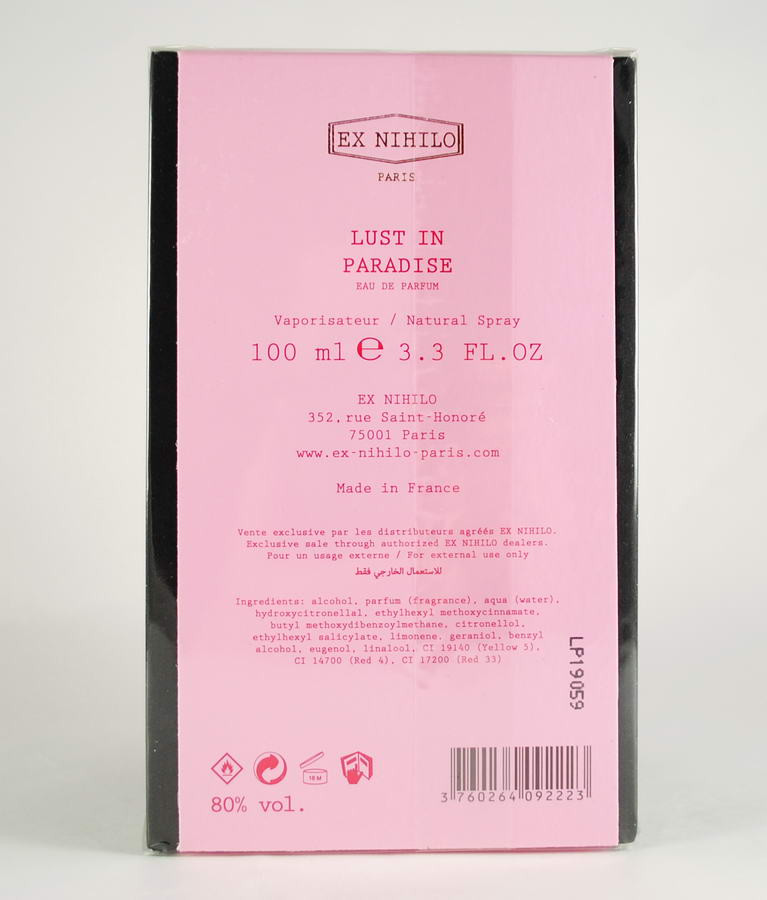 EX NIHILO
PARIS
LUST IN
PARADISE
EAU DE PARFUM
Vaporisateur / Natural Spray
100 ml ℮ 3.3 FL.OZ
EX NIHILO
352, rue Saint-Honoré
75001 Paris
www.ex-nihilo-paris.com
Made in France
Vente exclusive par les distributeurs agréés EX NIHILO.
Exclusive sale through authorized EX NIHILO dealers.
Pour un usage externe / For external use only
للاستعمال الخارجي فقط
Ingredients: alcohol, parfum (fragrance), aqua (water),
hydroxycitronellal, ethylhexyl methoxycinnamate,
butyl methoxydibenzoylmethane, citronellol,
ethylhexyl salicylate, limonene, geraniol, benzyl
alcohol, eugenol, linalool, CI 19140 (Yellow 5),
CI 14700 (Red 4), CI 17200 (Red 33)
LP19059
18 M
80% vol.
3 760264 092223